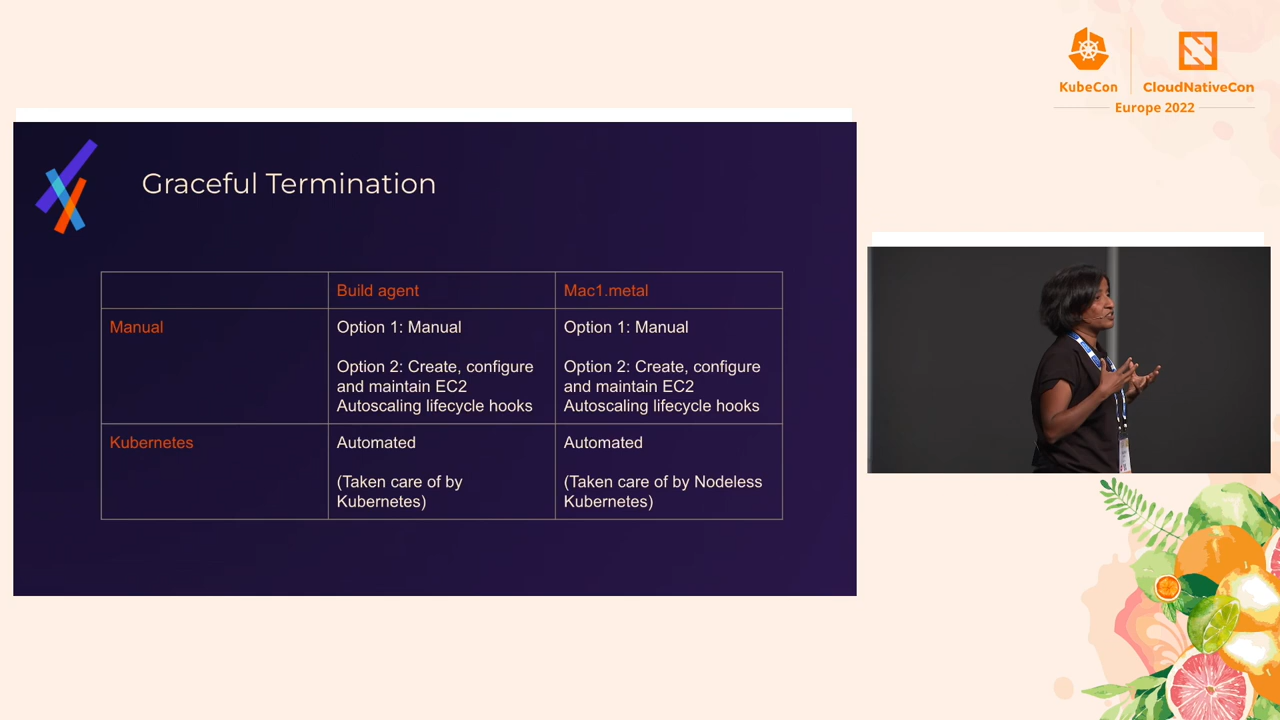 KubeCon
CloudNativeCon
Europe 2022
Graceful Termination
Build agent
Mac1.metal
Manual
Option 1: Manual
Option 2: Create, configure
and maintain EC2
Autoscaling lifecycle hooks
Option 1: Manual
Option 2: Create, configure
and maintain EC2
Autoscaling lifecycle hooks
Kubernetes
Automated
(Taken care of by
Kubernetes)
Automated
(Taken care of by Nodeless
Kubernetes)